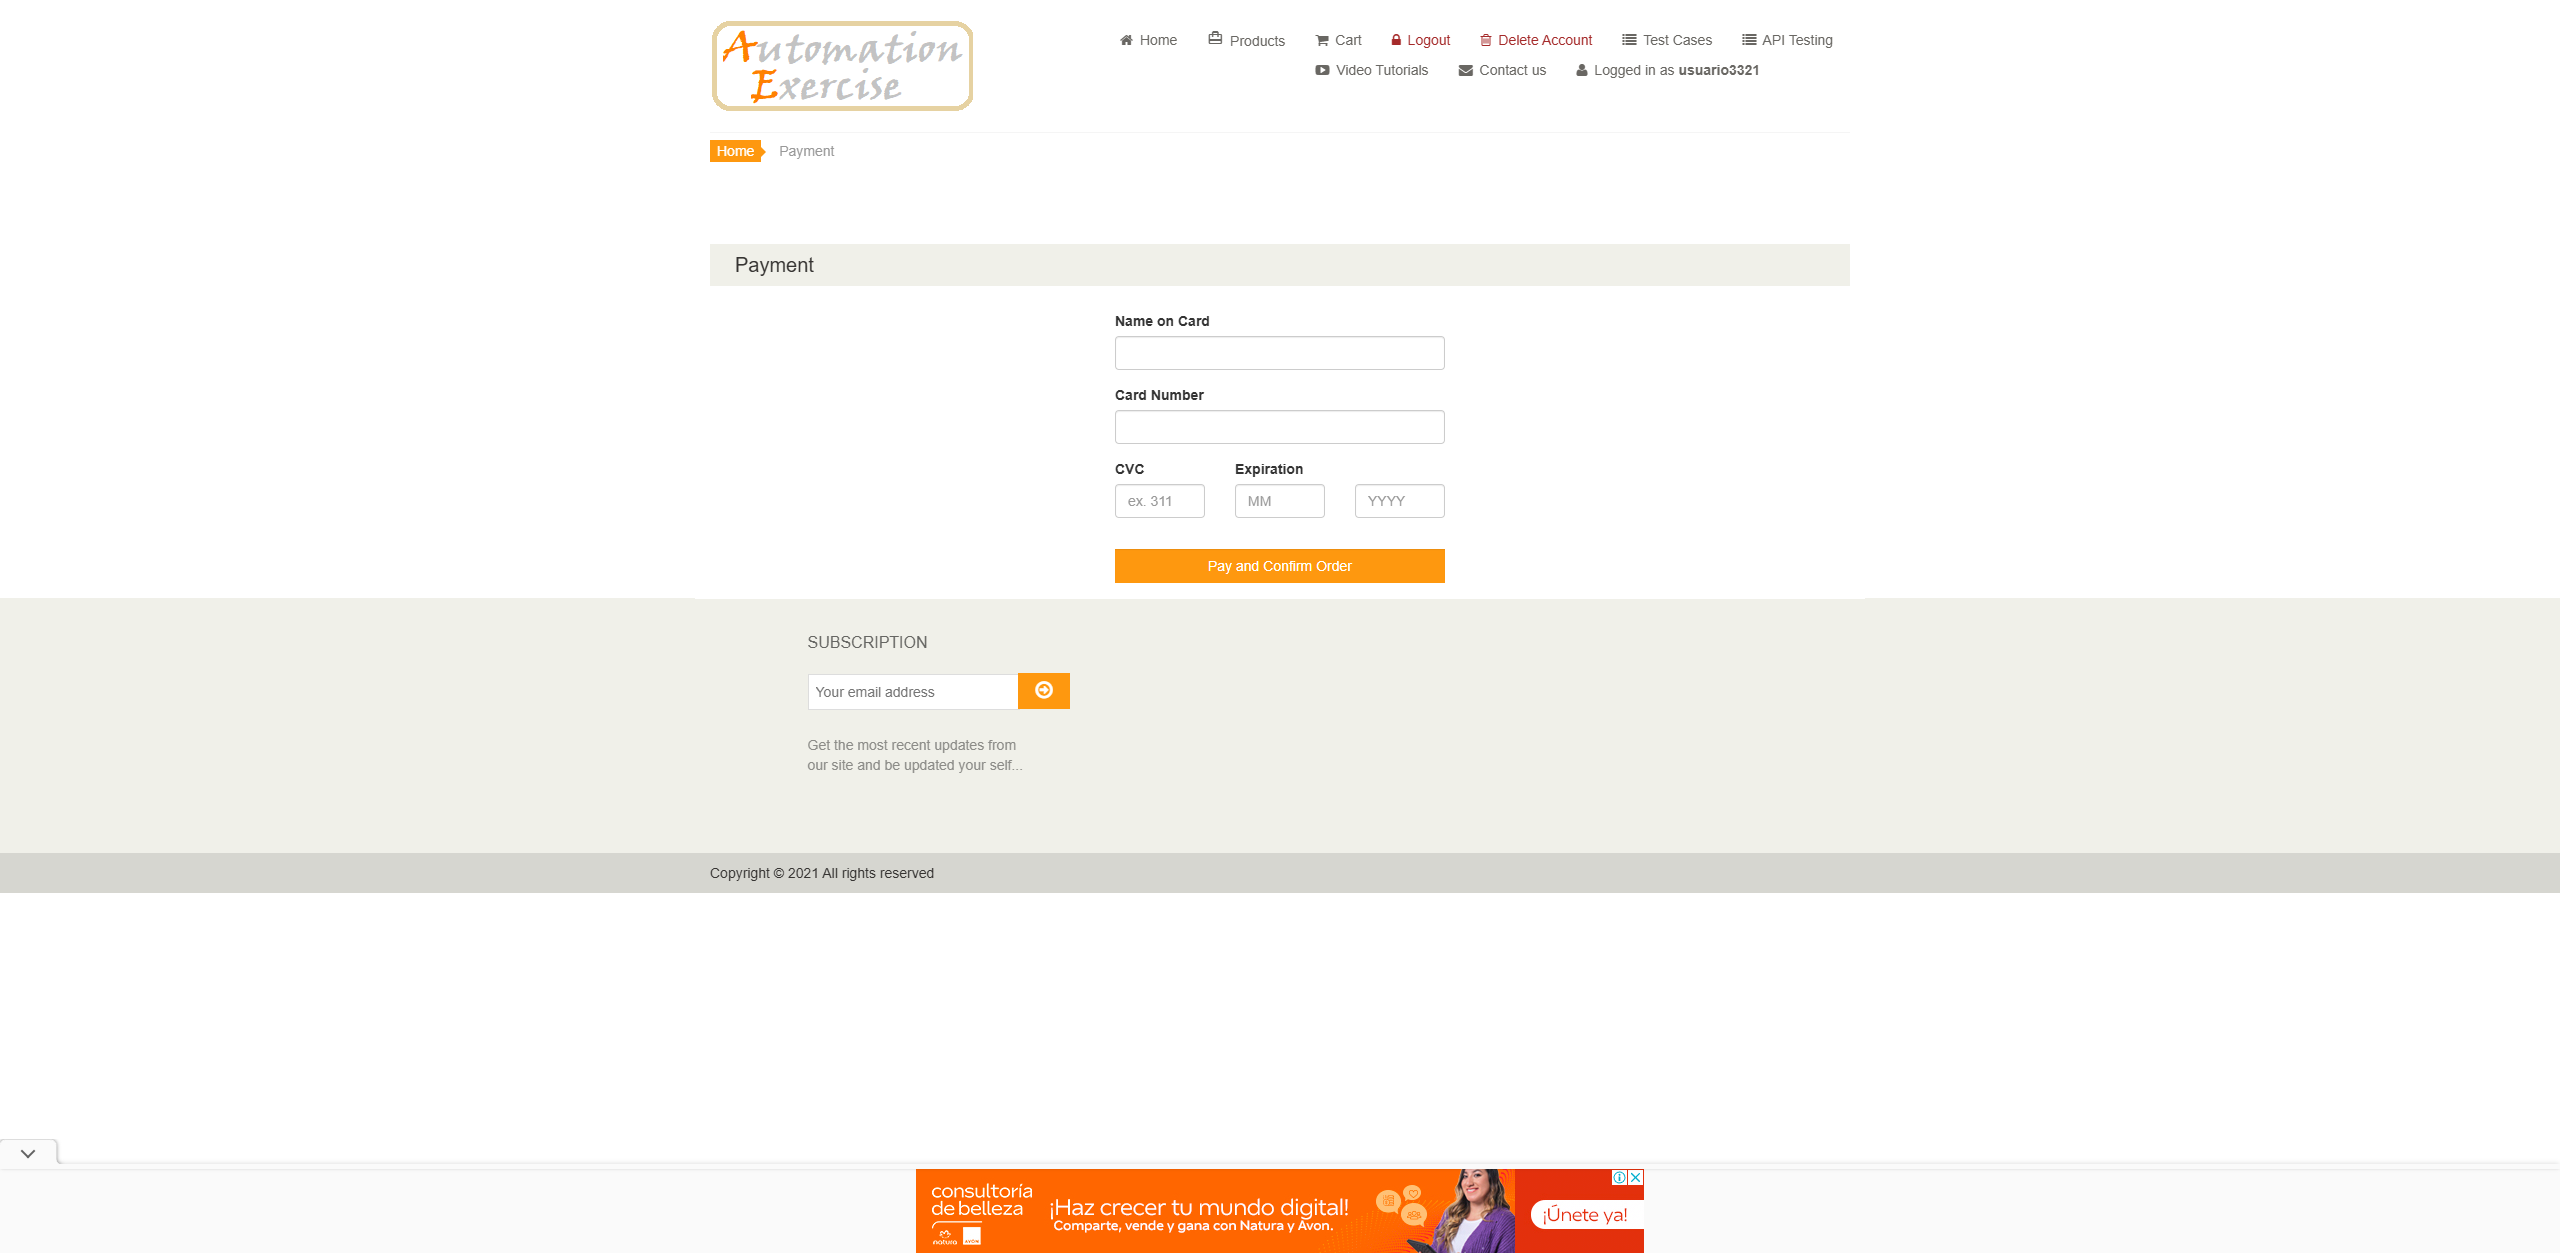 Automation
Exercise
Home
Products
Cart
Logout
Delete Account
Test Cases
API Testing
Video Tutorials
Contact us
Logged in as usuario3321
Home
Payment
Payment
Name on Card
Card Number
CVC
Expiration
ex. 311
MM
YYYY
Pay and Confirm Order
SUBSCRIPTION
Your email address
Get the most recent updates from
our site and be updated your self...
Copyright © 2021 All rights reserved
consultoría
de belleza
natura
AVON
¡Haz crecer tu mundo digital!
Comparte, vende y gana con Natura y Avon.
¡Únete ya!